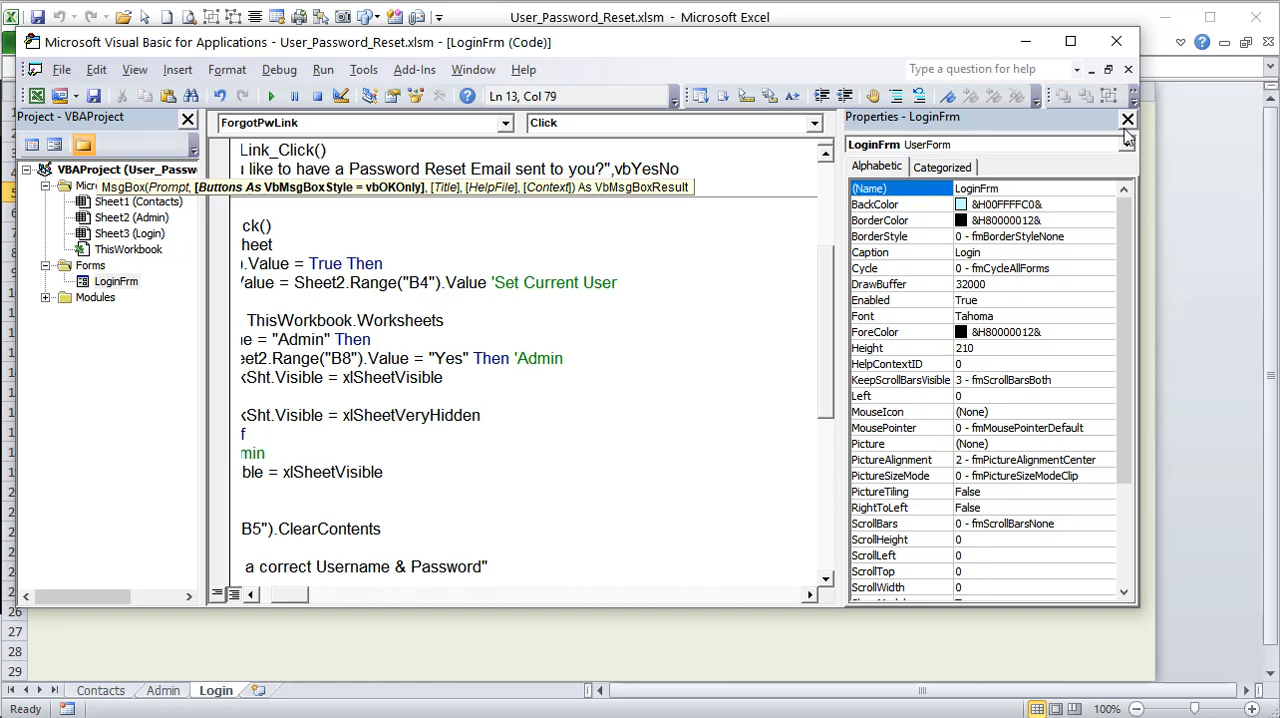 User_Password_Reset.xlsm - Microsoft Excel
Microsoft Visual Basic for Applications - User_Password_Reset.xlsm - [LoginFrm (Code)]
File Edit View Insert Format Debug Run Tools Add-Ins Window Help
Type a question for help
Ln 13, Col 79
Project - VBAProject
VBAProject (User_Passw
Micr
Sheet1 (Contacts)
Sheet2 (Admin)
Sheet3 (Login)
ThisWorkbook
Forms
LoginFrm
Modules
ForgotPwLink
Click
Link_Click()
u like to have a Password Reset Email sent to you?",vbYesNo
MsgBox(Prompt, [Buttons As VbMsgBoxStyle = vbOKOnly], [Title], [HelpFile], [Context]) As VbMsgBoxResult
ck()
heet
.Value = True Then
/alue = Sheet2.Range("B4").Value 'Set Current User
ThisWorkbook.Worksheets
ne = "Admin" Then
eet2.Range("B8").Value = "Yes" Then 'Admin
kSht.Visible = xlSheetVisible
kSht.Visible = xlSheetVeryHidden
f
min
ible = xlSheetVisible
B5").ClearContents
a correct Username & Password"
Properties - LoginFrm
LoginFrm UserForm
Alphabetic Categorized
(Name) LoginFrm
BackColor &H00FFFFC0&
BorderColor &H80000012&
BorderStyle 0 - fmBorderStyleNone
Caption Login
Cycle 0 - fmCycleAllForms
DrawBuffer 32000
Enabled True
Font Tahoma
ForeColor &H80000012&
Height 210
HelpContextID 0
KeepScrollBarsVisible 3 - fmScrollBarsBoth
Left 0
MouseIcon (None)
MousePointer 0 - fmMousePointerDefault
Picture (None)
PictureAlignment 2 - fmPictureAlignmentCenter
PictureSizeMode 0 - fmPictureSizeModeClip
PictureTiling False
RightToLeft False
ScrollBars 0 - fmScrollBarsNone
ScrollHeight 0
ScrollLeft 0
ScrollTop 0
ScrollWidth 0
26
27
28
29
Contacts Admin Login
Ready
100%